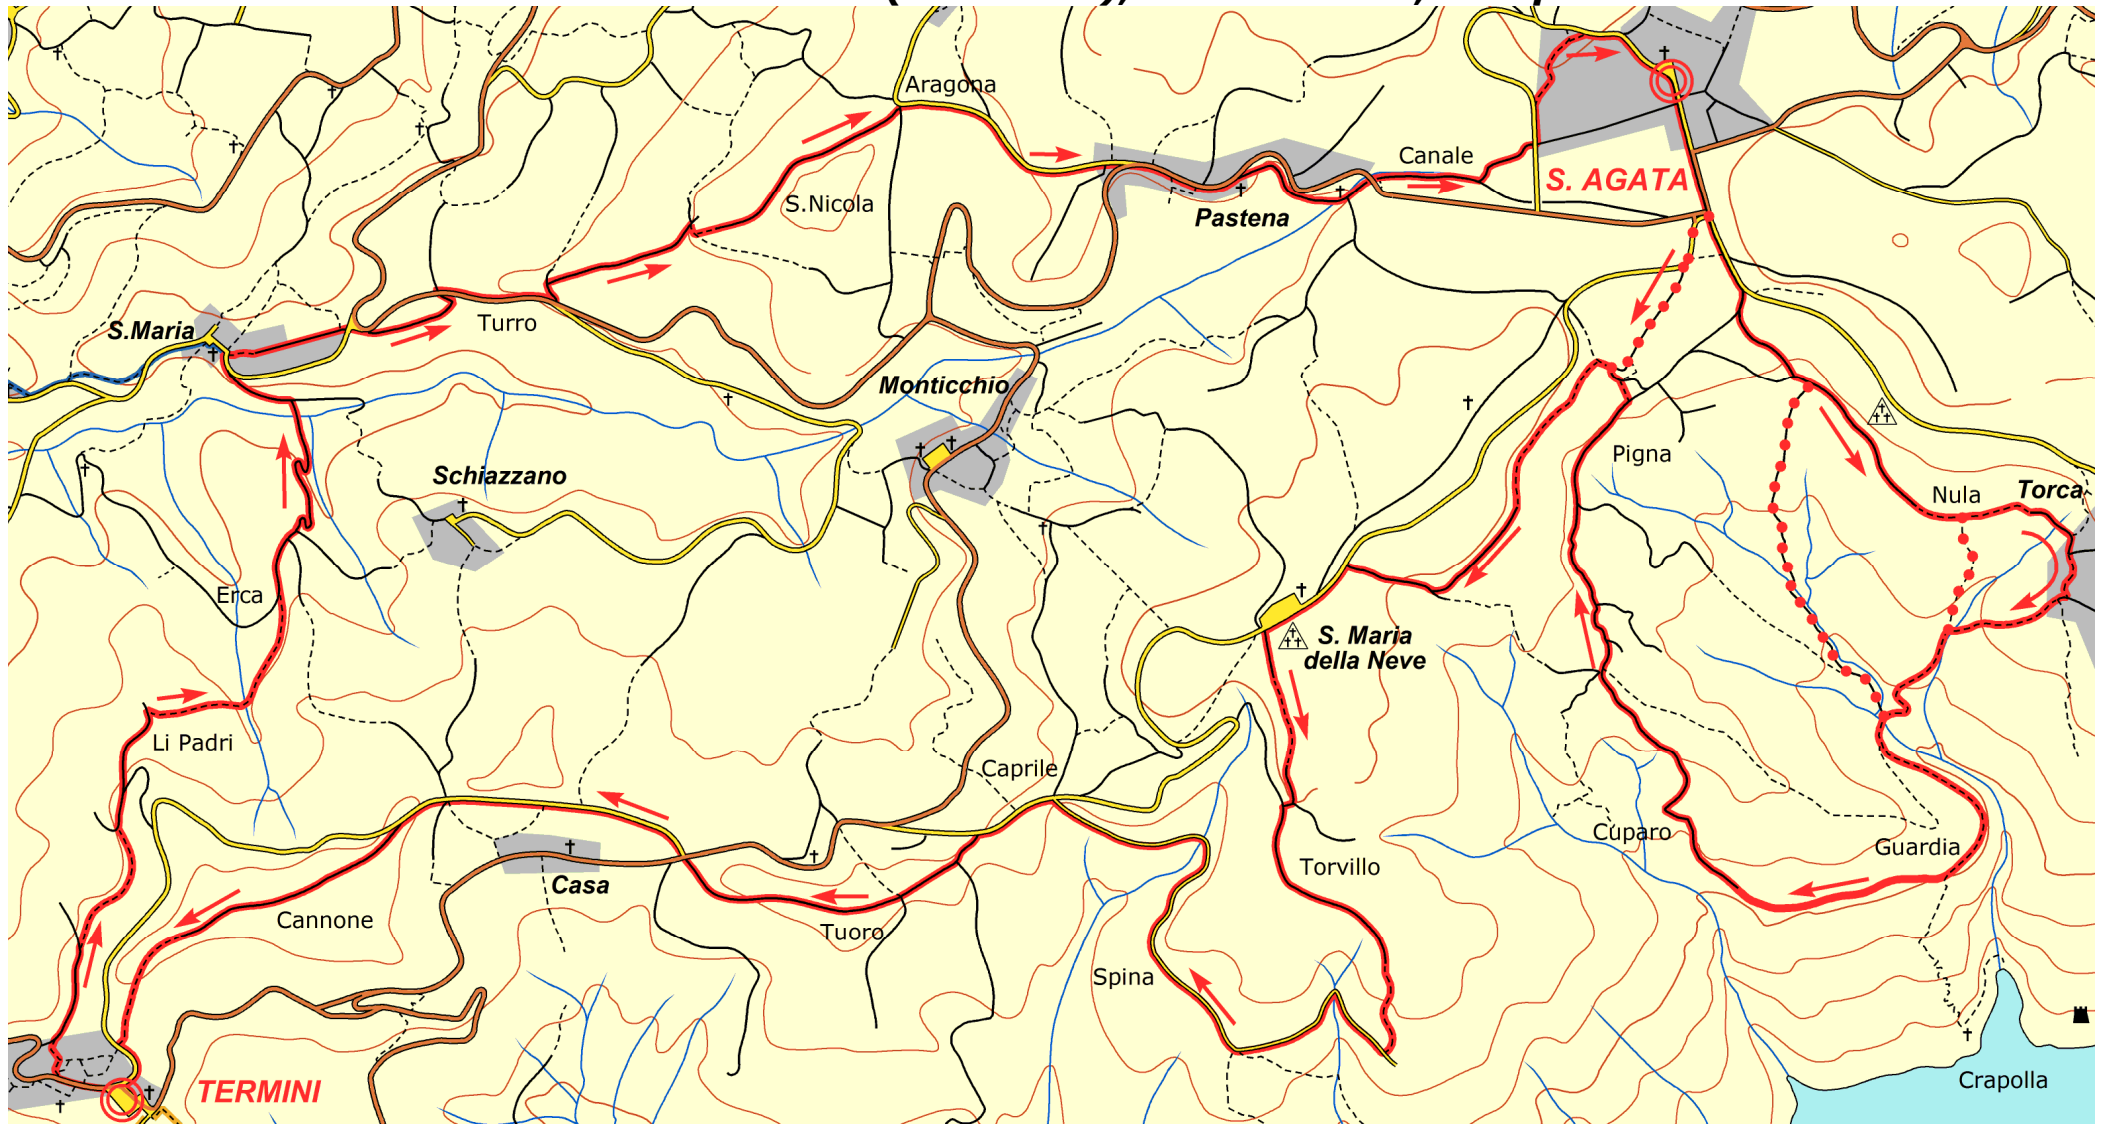 Aragona
Canale
S. AGATA
S.Nicola
Pastena
S.Maria
Turro
Monticchio
Pigna
Schiazzano
Nula
Torca
Erca
S. Maria
della Neve
Li Padri
Caprile
Cuparo
Guardia
Torvillo
Casa
Cannone
Tuoro
Spina
TERMINI
Crapolla